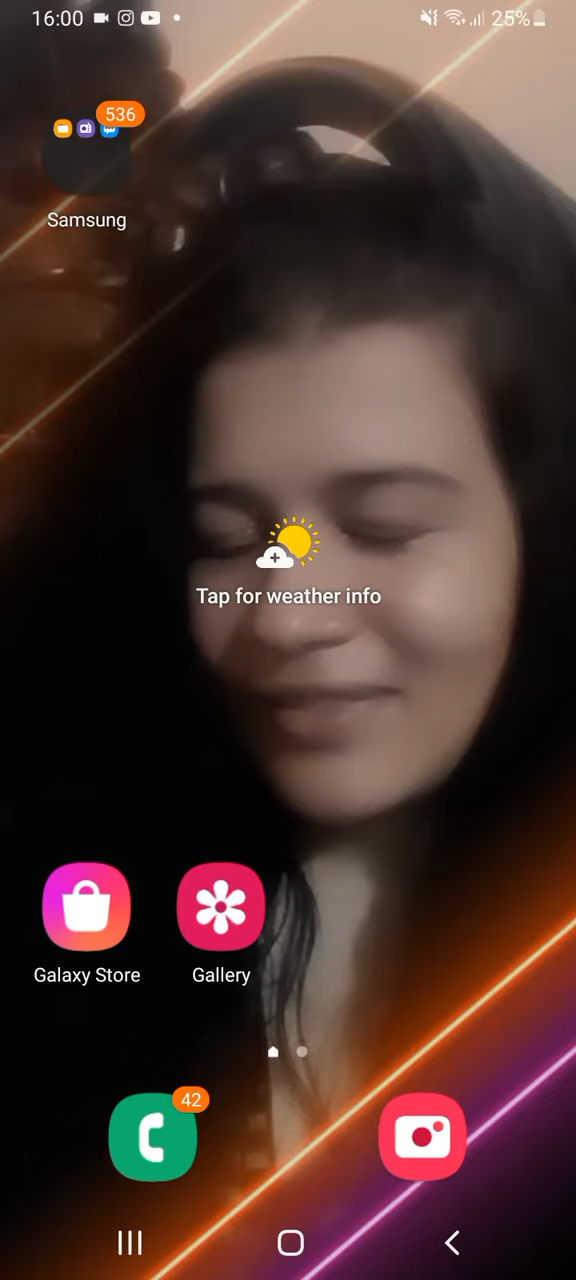 16:00 25%
536
Samsung
Tap for weather info
Galaxy Store Gallery
42